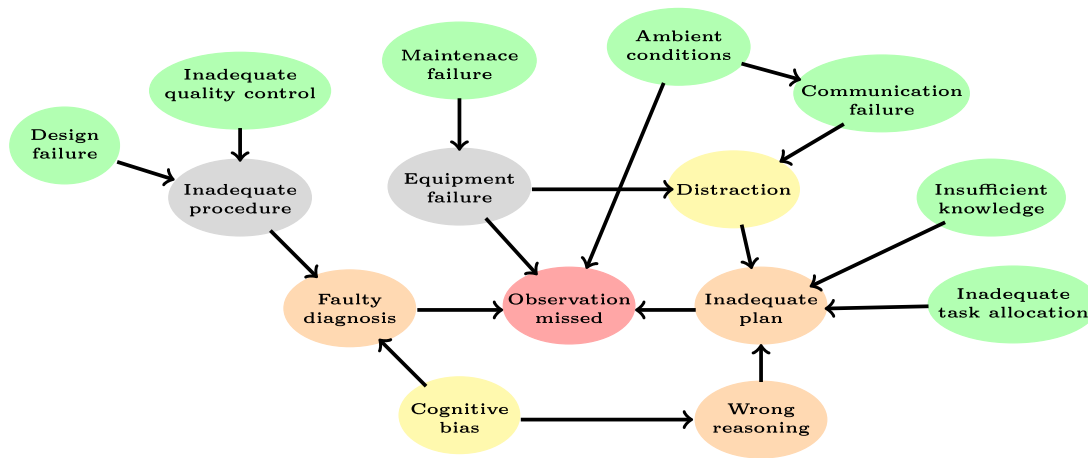 Ambient
conditions
Maintenace
failure
Inadequate
quality control
Communication
failure
Design
failure
Inadequate
procedure
Equipment
failure
Distraction
Insufficient
knowledge
Faulty
diagnosis
Observation
missed
Inadequate
plan
Inadequate
task allocation
Cognitive
bias
Wrong
reasoning